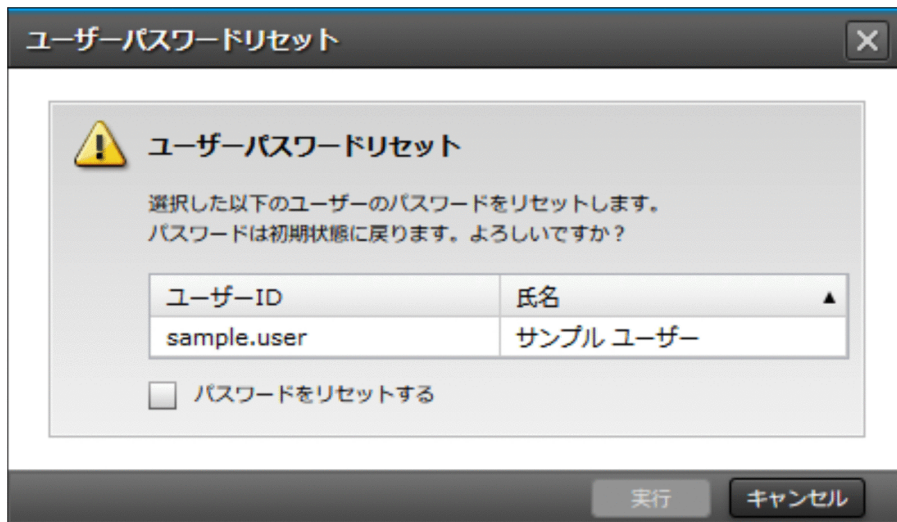 ユーザーパスワードリセット
ユーザーパスワードリセット
選択した以下のユーザーのパスワードをリセットします。
パスワードは初期状態に戻ります。よろしいですか？
ユーザーID 氏名 ▲
sample.user サンプル ユーザー
パスワードをリセットする
実行 キャンセル